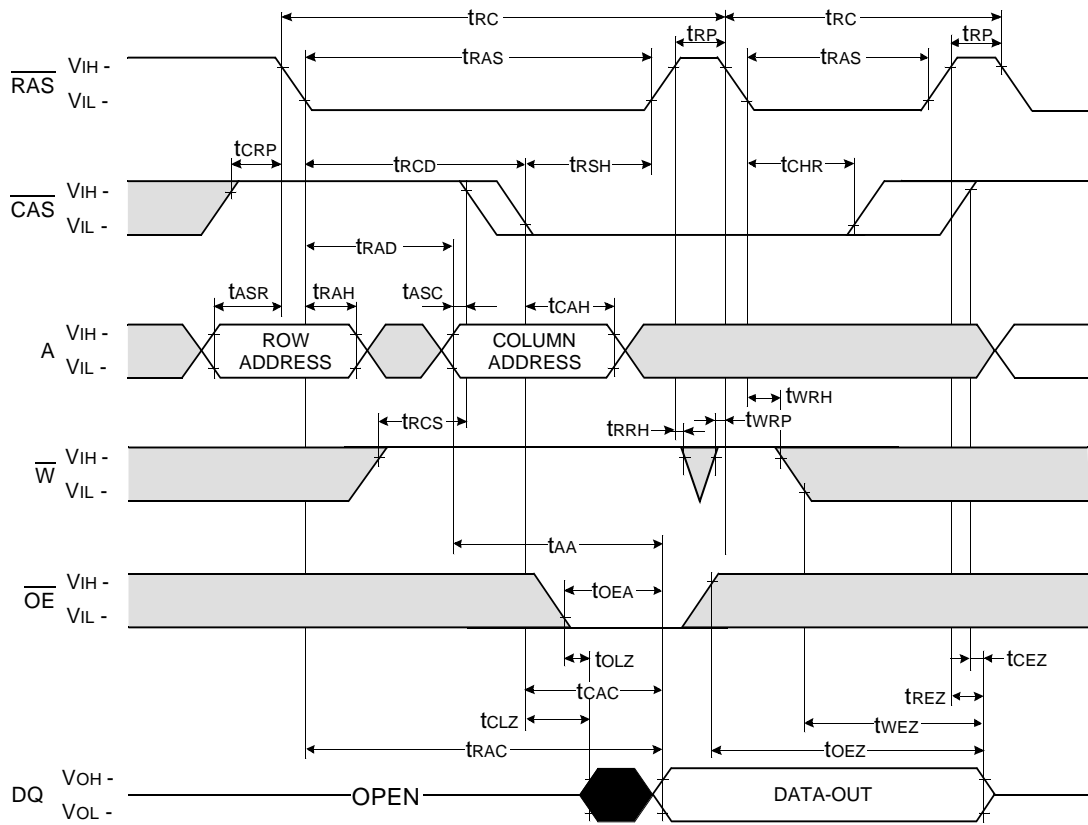 tRC tRC
tRAS tRP tRAS tRP
RAS VIH -
VIL -
tCRP tRCD tRSH tCHR
CAS VIH -
VIL -
tRAD
tASR tRAH tASC tCAH
A VIH -
VIL -
ROW
ADDRESS
COLUMN
ADDRESS
tWRH
tRCS tRRH tWRP
W VIH -
VIL -
tAA
OE VIH -
VIL -
tOEA
tOLZ tCEZ
tCAC tREZ
tCLZ tWEZ
tRAC tOEZ
DQ VOH -
VOL -
OPEN DATA-OUT